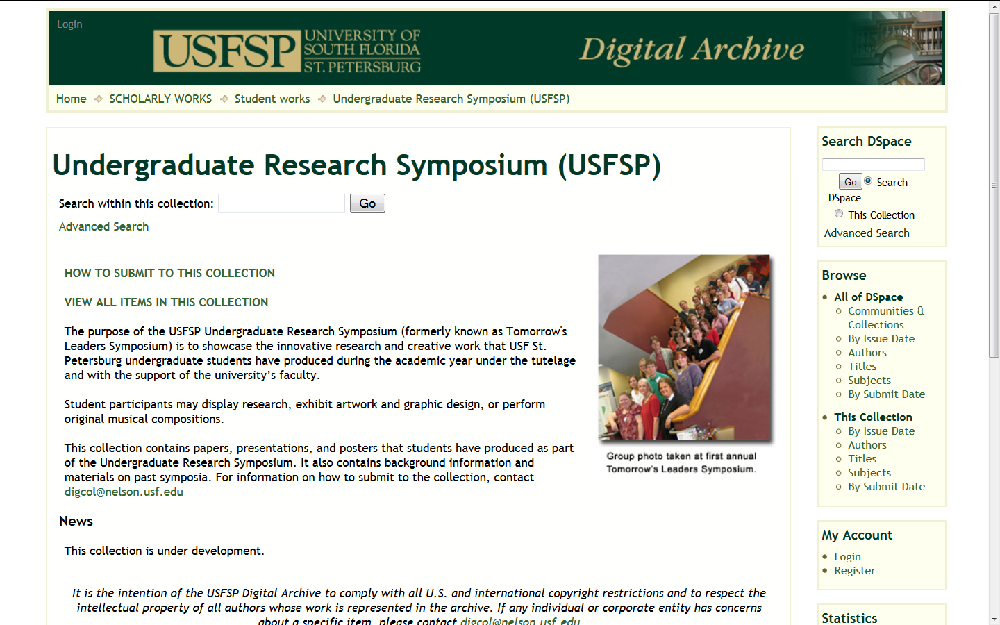 Login
USFSP UNIVERSITY OF
SOUTH FLORIDA
ST. PETERSBURG
Digital Archive
Home SCHOLARLY WORKS Student works Undergraduate Research Symposium (USFSP)
Undergraduate Research Symposium (USFSP)
Search within this collection: Go
Advanced Search
HOW TO SUBMIT TO THIS COLLECTION
VIEW ALL ITEMS IN THIS COLLECTION
The purpose of the USFSP Undergraduate Research Symposium (formerly known as Tomorrow's
Leaders Symposium) is to showcase the innovative research and creative work that USF St.
Petersburg undergraduate students have produced during the academic year under the tutelage
and with the support of the university’s faculty.
Student participants may display research, exhibit artwork and graphic design, or perform
original musical compositions.
This collection contains papers, presentations, and posters that students have produced as part
of the Undergraduate Research Symposium. It also contains background information and
materials on past symposia. For information on how to submit to the collection, contact
digcol@nelson.usf.edu
Group photo taken at first annual
Tomorrow's Leaders Symposium.
News
This collection is under development.
It is the intention of the USFSP Digital Archive to comply with all U.S. and international copyright restrictions and to respect the
intellectual property of all authors whose work is represented in the archive. If any individual or corporate entity has concerns
about a specific item, please contact digcol@nelson.usf.edu
Search DSpace
Go Search
DSpace
This Collection
Advanced Search
Browse
All of DSpace
Communities &
Collections
By Issue Date
Authors
Titles
Subjects
By Submit Date
This Collection
By Issue Date
Authors
Titles
Subjects
By Submit Date
My Account
Login
Register
Statistics